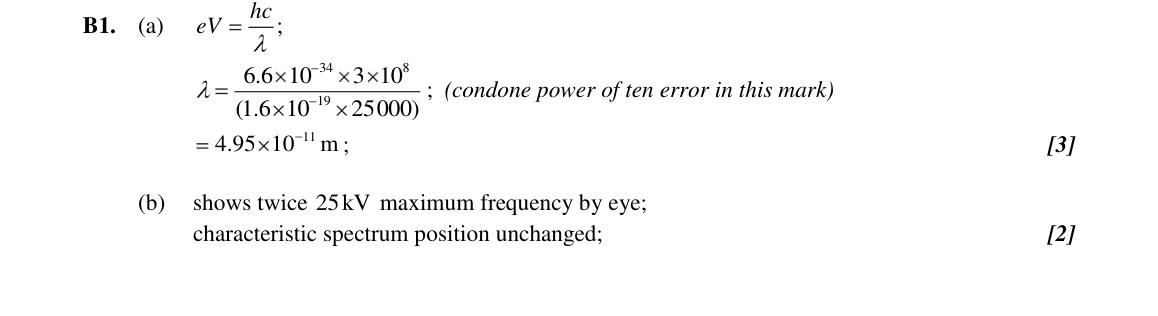 B1. (a) eV = hc/λ;
λ = 6.6×10⁻³⁴ ×3×10⁸ / (1.6×10⁻¹⁹ ×25000) ; (condone power of ten error in this mark)
= 4.95×10⁻¹¹ m ; [3]
(b) shows twice 25kV maximum frequency by eye;
characteristic spectrum position unchanged; [2]